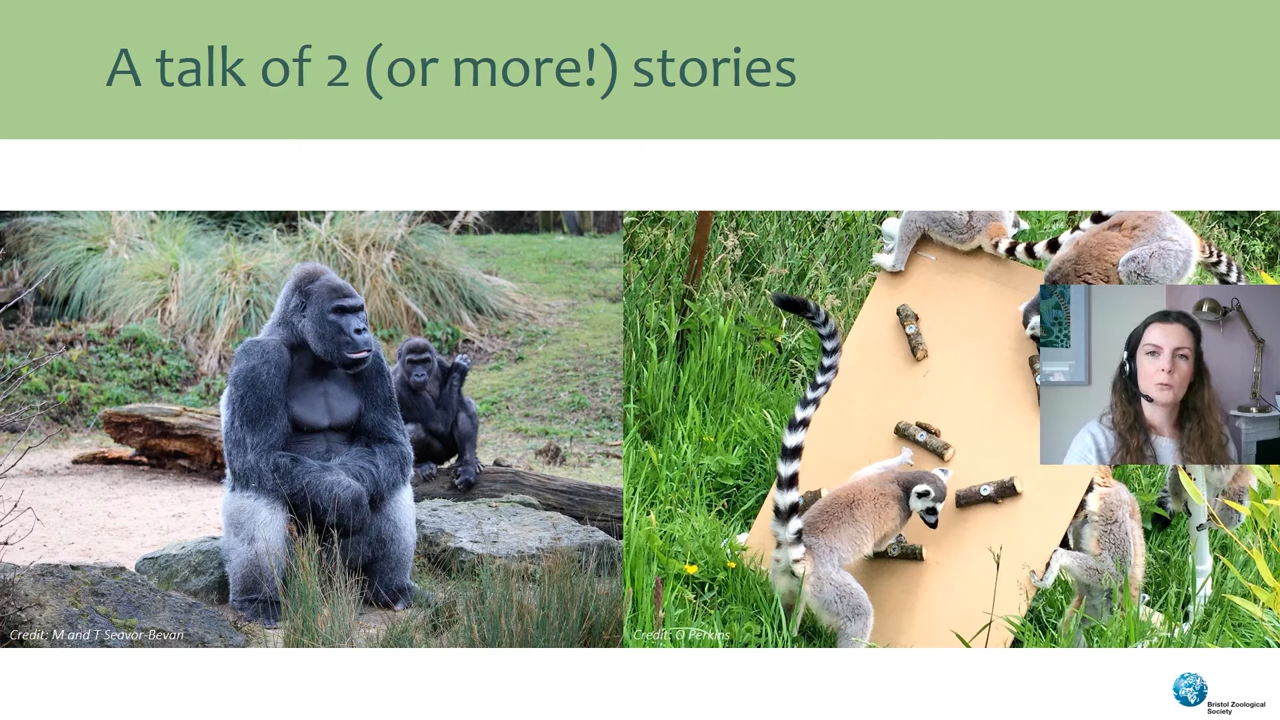 A talk of 2 (or more!) stories
Credit: M and T Seavor-Bevan
Credit: O Perkins
Bristol Zoological
Society